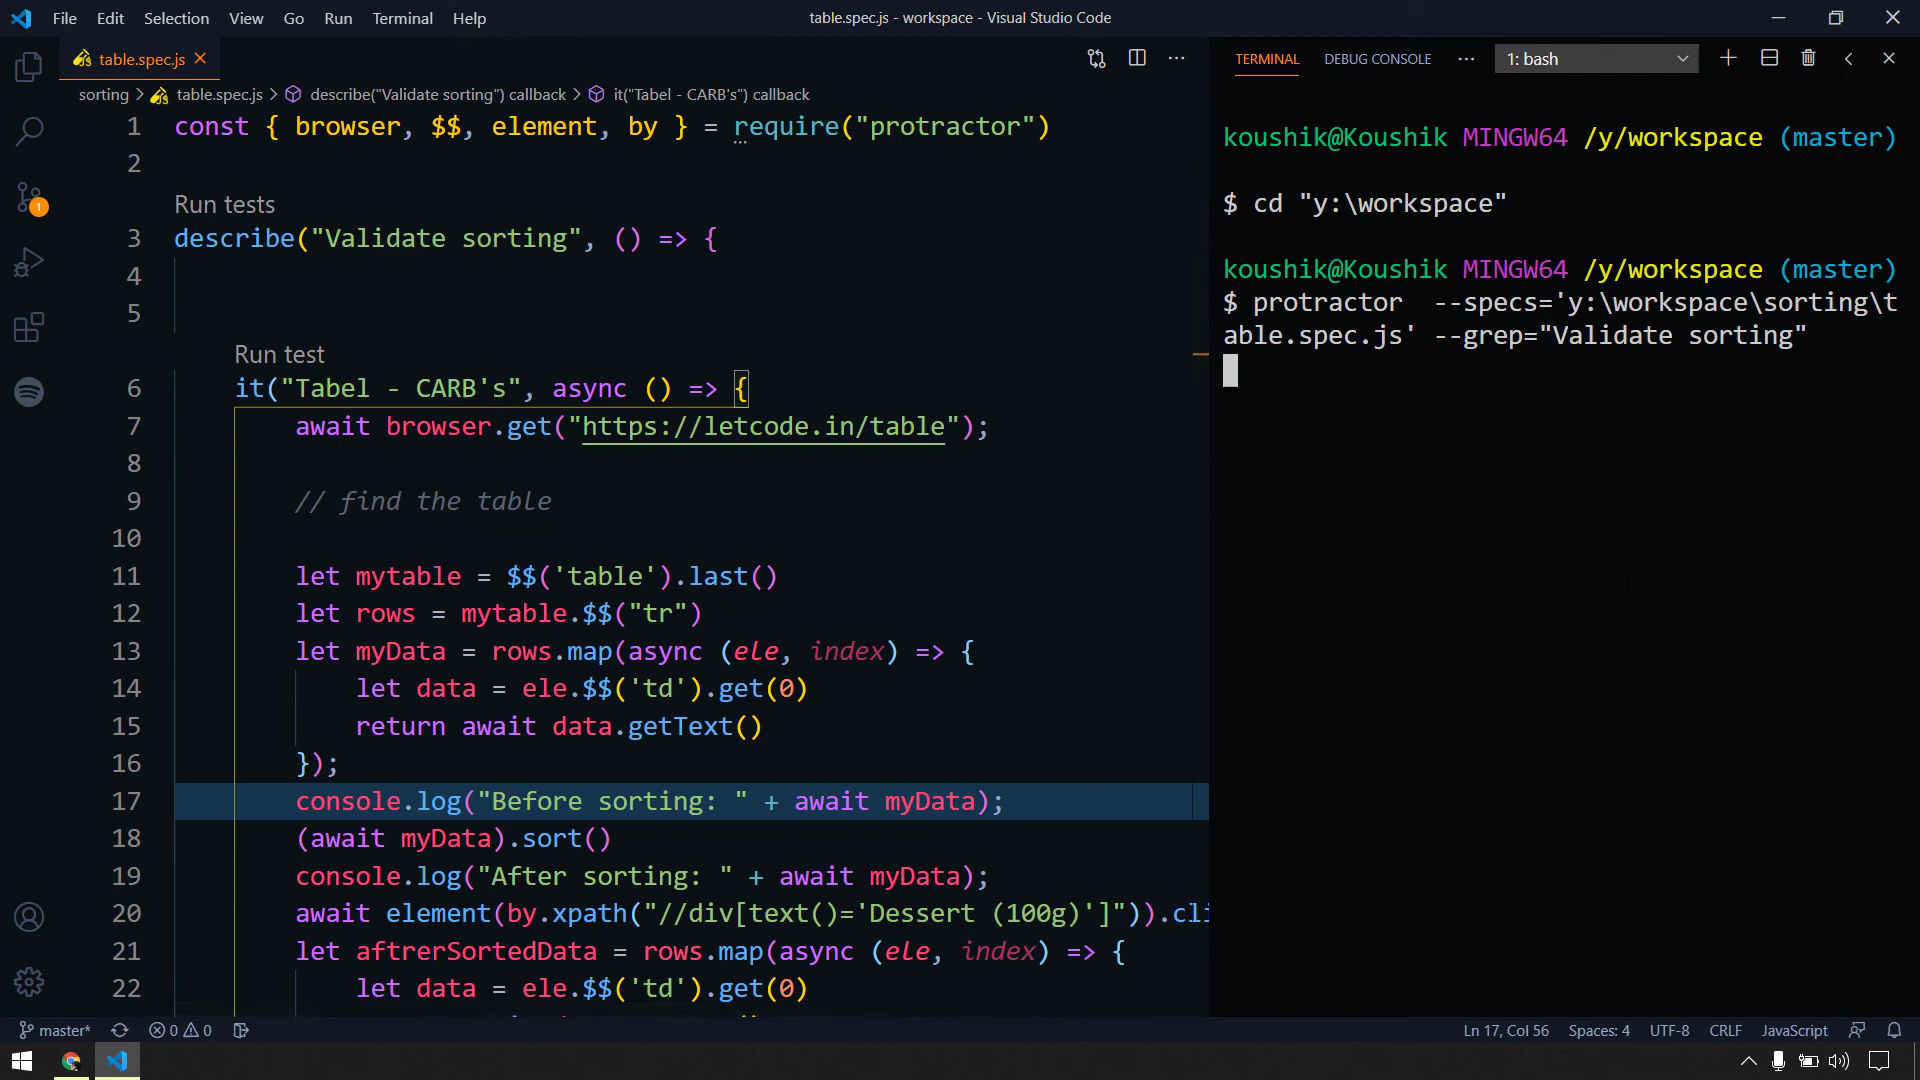 File Edit Selection View Go Run Terminal Help
table.spec.js - workspace - Visual Studio Code
table.spec.js
sorting > table.spec.js > describe("Validate sorting") callback > it("Tabel - CARB's") callback
1 const { browser, $$, element, by } = require("protractor")
2
Run tests
3 describe("Validate sorting", () => {
4
5
Run test
6 it("Tabel - CARB's", async () => {
7 await browser.get("https://letcode.in/table");
8
9 // find the table
10
11 let mytable = $$('table').last()
12 let rows = mytable.$$("tr")
13 let myData = rows.map(async (ele, index) => {
14 let data = ele.$$('td').get(0)
15 return await data.getText()
16 });
17 console.log("Before sorting: " + await myData);
18 (await myData).sort()
19 console.log("After sorting: " + await myData);
20 await element(by.xpath("//div[text()='Dessert (100g)']")).cli
21 let aftrerSortedData = rows.map(async (ele, index) => {
22 let data = ele.$$('td').get(0)
TERMINAL DEBUG CONSOLE ··· 1: bash
koushik@Koushik MINGW64 /y/workspace (master)
$ cd "y:\workspace"
koushik@Koushik MINGW64 /y/workspace (master)
$ protractor --specs='y:\workspace\sorting\t
able.spec.js' --grep="Validate sorting"
1
master* 0 0
Ln 17, Col 56 Spaces: 4 UTF-8 CRLF JavaScript